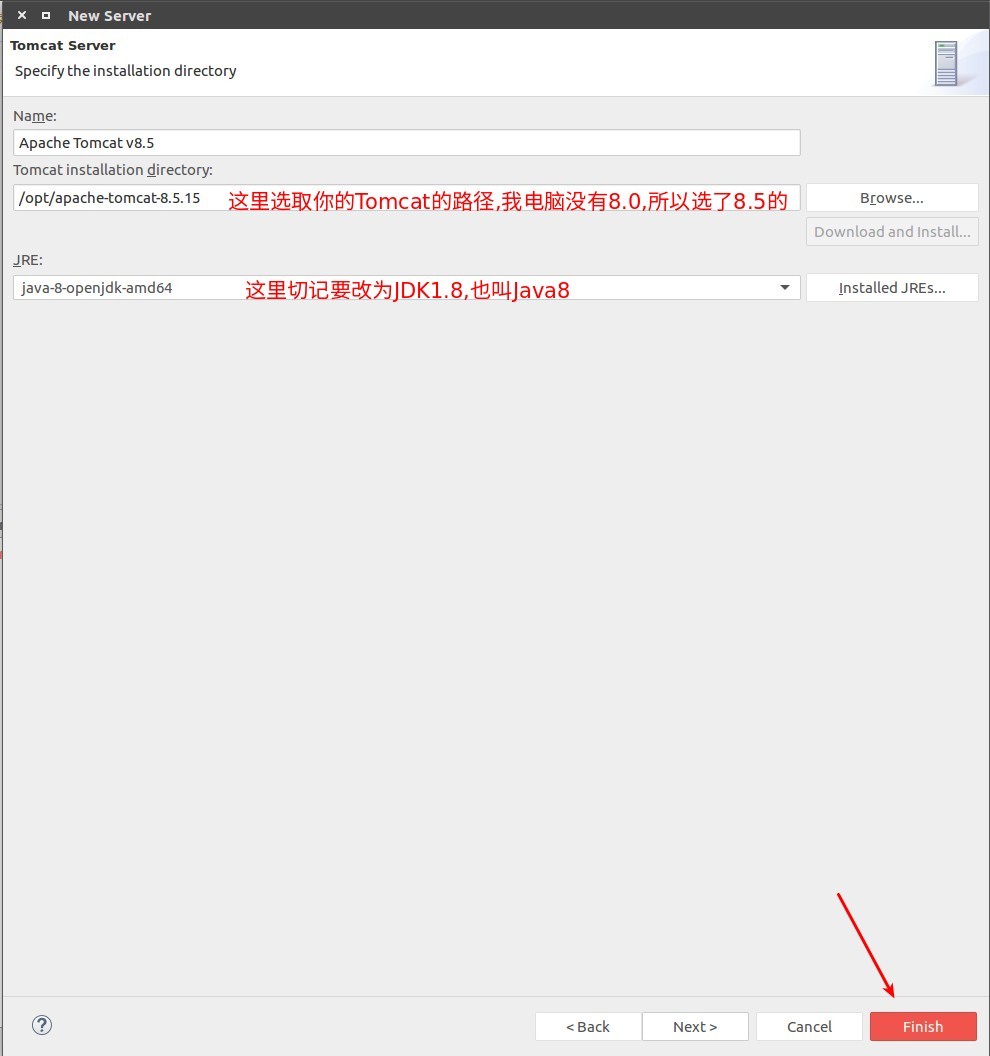 New Server
Tomcat Server
Specify the installation directory
Name:
Apache Tomcat v8.5
Tomcat installation directory:
/opt/apache-tomcat-8.5.15 这里选取你的Tomcat的路径,我电脑没有8.0,所以选了8.5的 Browse...
Download and Install...
JRE:
java-8-openjdk-amd64 这里切记要改为JDK1.8,也叫Java8 Installed JREs...
? < Back Next > Cancel Finish